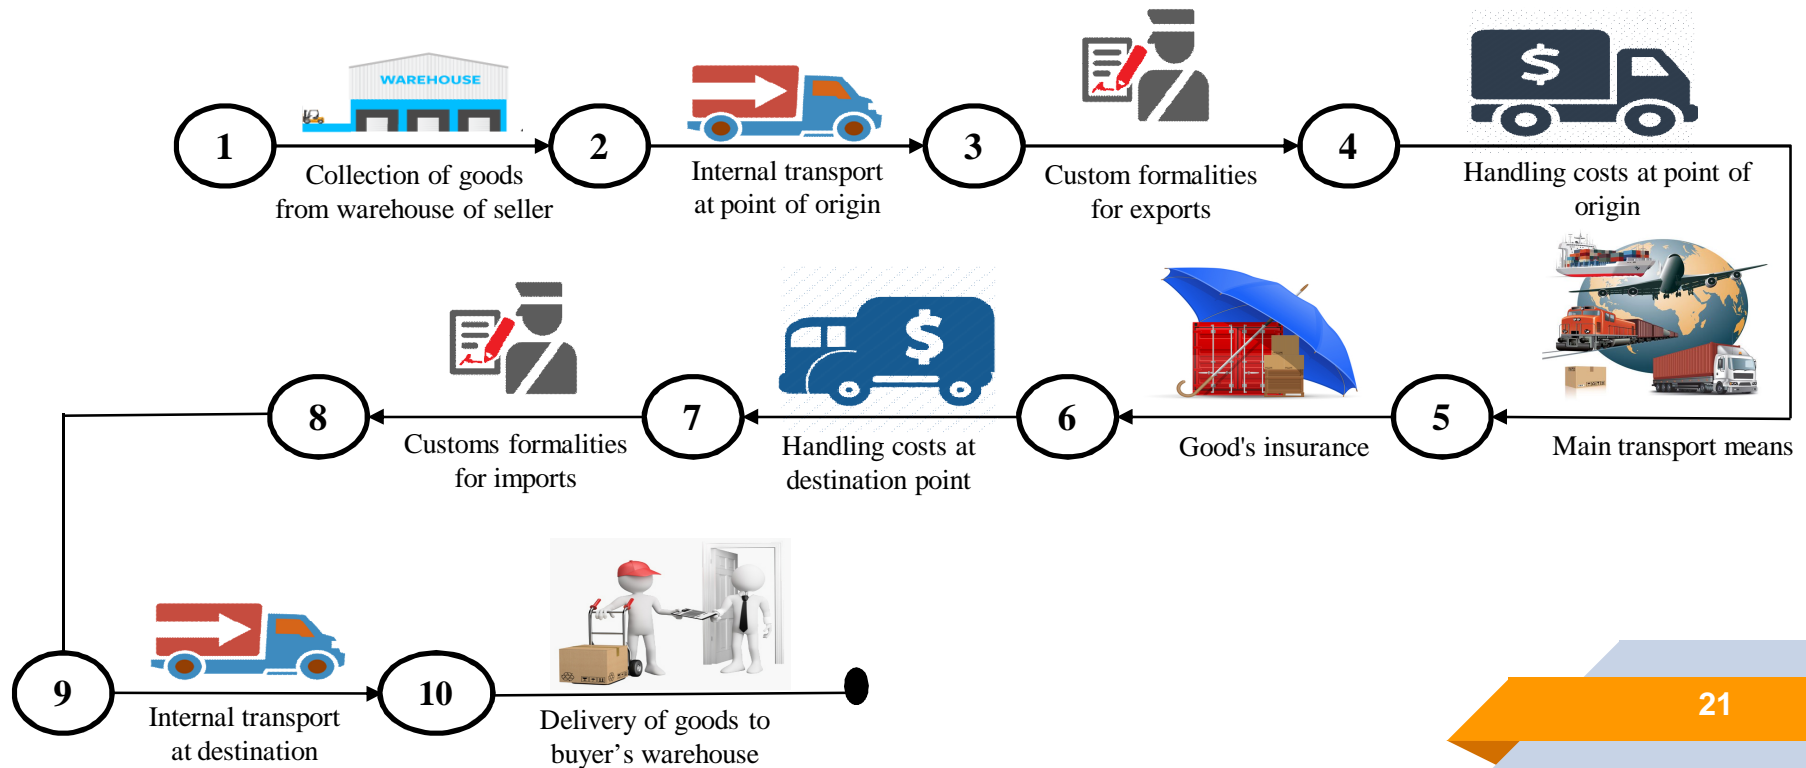 WAREHOUSE
$
1
2
3
4
Collection of goods
from warehouse of seller
Internal transport
at point of origin
Custom formalities
for exports
Handling costs at point of
origin
$
8
7
6
5
Customs formalities
for imports
Handling costs at
destination point
Good's insurance
Main transport means
9
10
Internal transport
at destination
Delivery of goods to
buyer’s warehouse
21